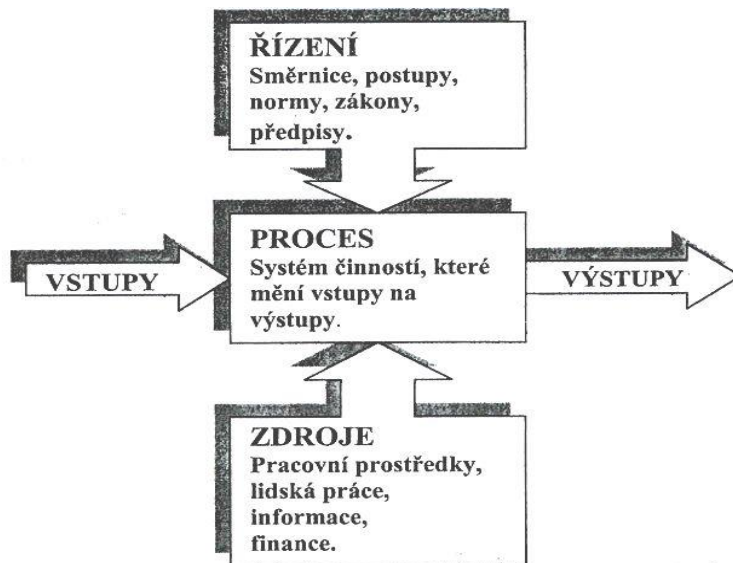 ŘÍZENÍ
Směrnice, postupy,
normy, zákony,
předpisy.
PROCES
Systém činností, které
mění vstupy na
výstupy.
VSTUPY
VÝSTUPY
ZDROJE
Pracovní prostředky,
lidská práce,
informace,
finance.